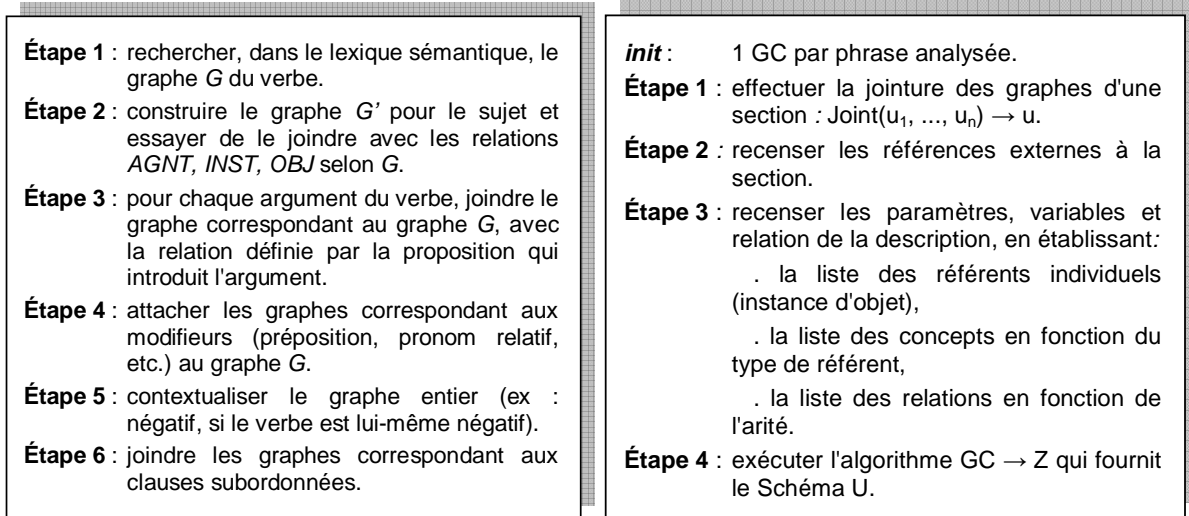 Étape 1 : rechercher, dans le lexique sémantique, le
graphe G du verbe.
Étape 2 : construire le graphe G’ pour le sujet et
essayer de le joindre avec les relations
AGNT, INST, OBJ selon G.
Étape 3 : pour chaque argument du verbe, joindre le
graphe correspondant au graphe G, avec
la relation définie par la proposition qui
introduit l'argument.
Étape 4 : attacher les graphes correspondant aux
modifieurs (préposition, pronom relatif,
etc.) au graphe G.
Étape 5 : contextualiser le graphe entier (ex :
négatif, si le verbe est lui-même négatif).
Étape 6 : joindre les graphes correspondant aux
clauses subordonnées.
init : 1 GC par phrase analysée.
Étape 1 : effectuer la jointure des graphes d'une
section : Joint(u1, ..., un) → u.
Étape 2 : recenser les références externes à la
section.
Étape 3 : recenser les paramètres, variables et
relation de la description, en établissant:
. la liste des référents individuels
(instance d'objet),
. la liste des concepts en fonction du
type de référent,
. la liste des relations en fonction de
l'arité.
Étape 4 : exécuter l'algorithme GC → Z qui fournit
le Schéma U.